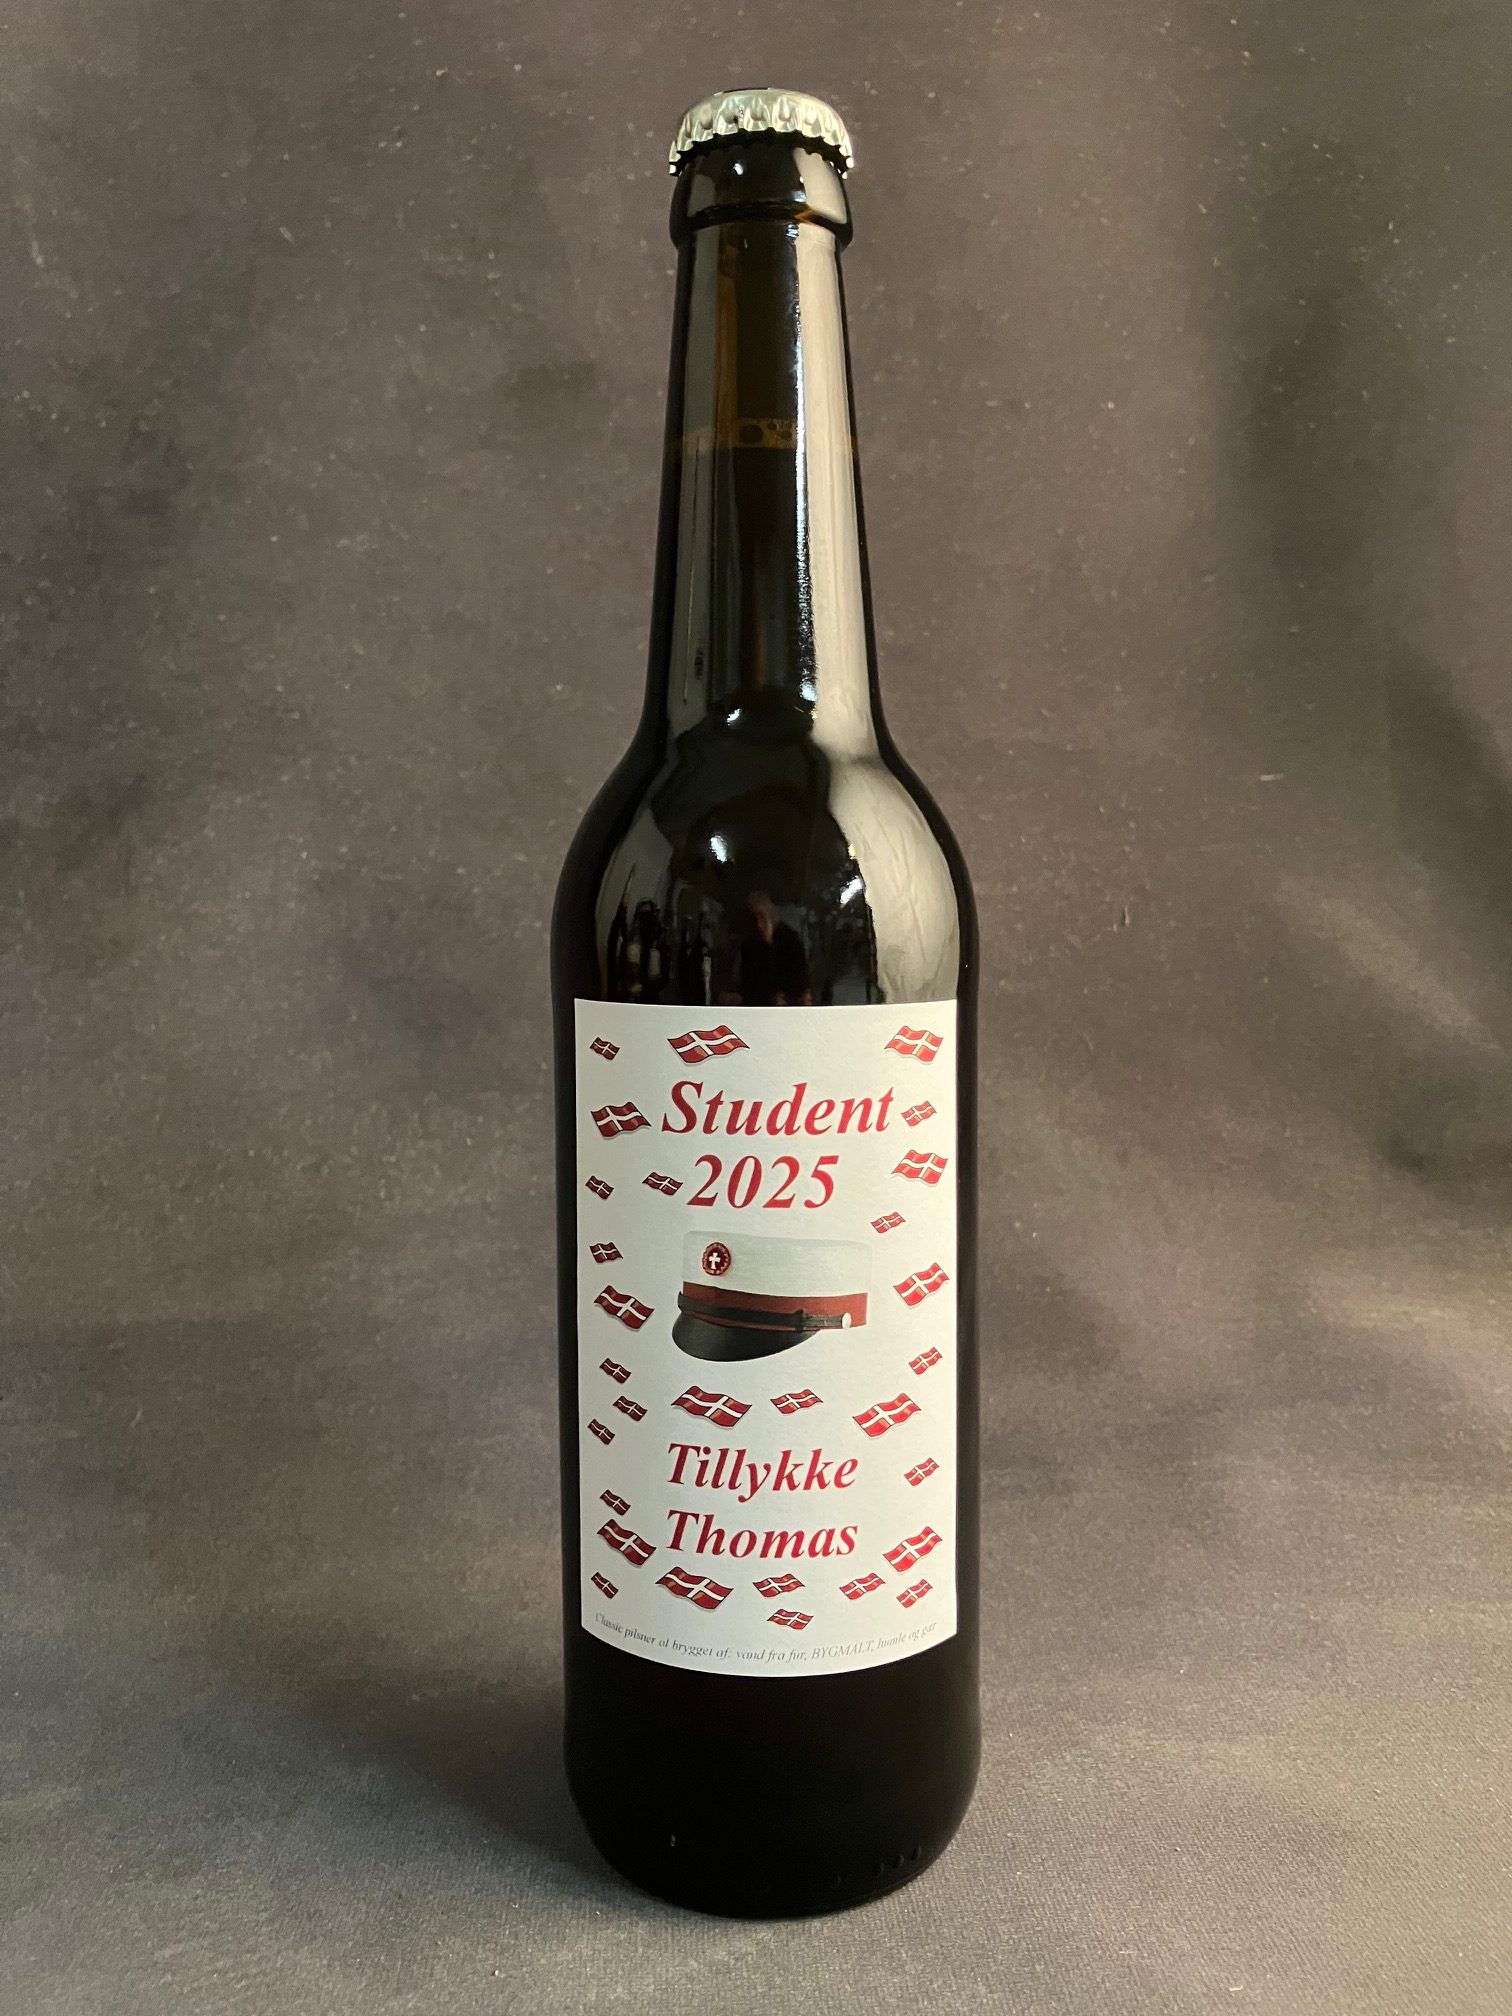 Student
2025
Tillykke
Thomas
Classic pilsner øl brygget af: vand fra fur, BYGMALT, humle og gær